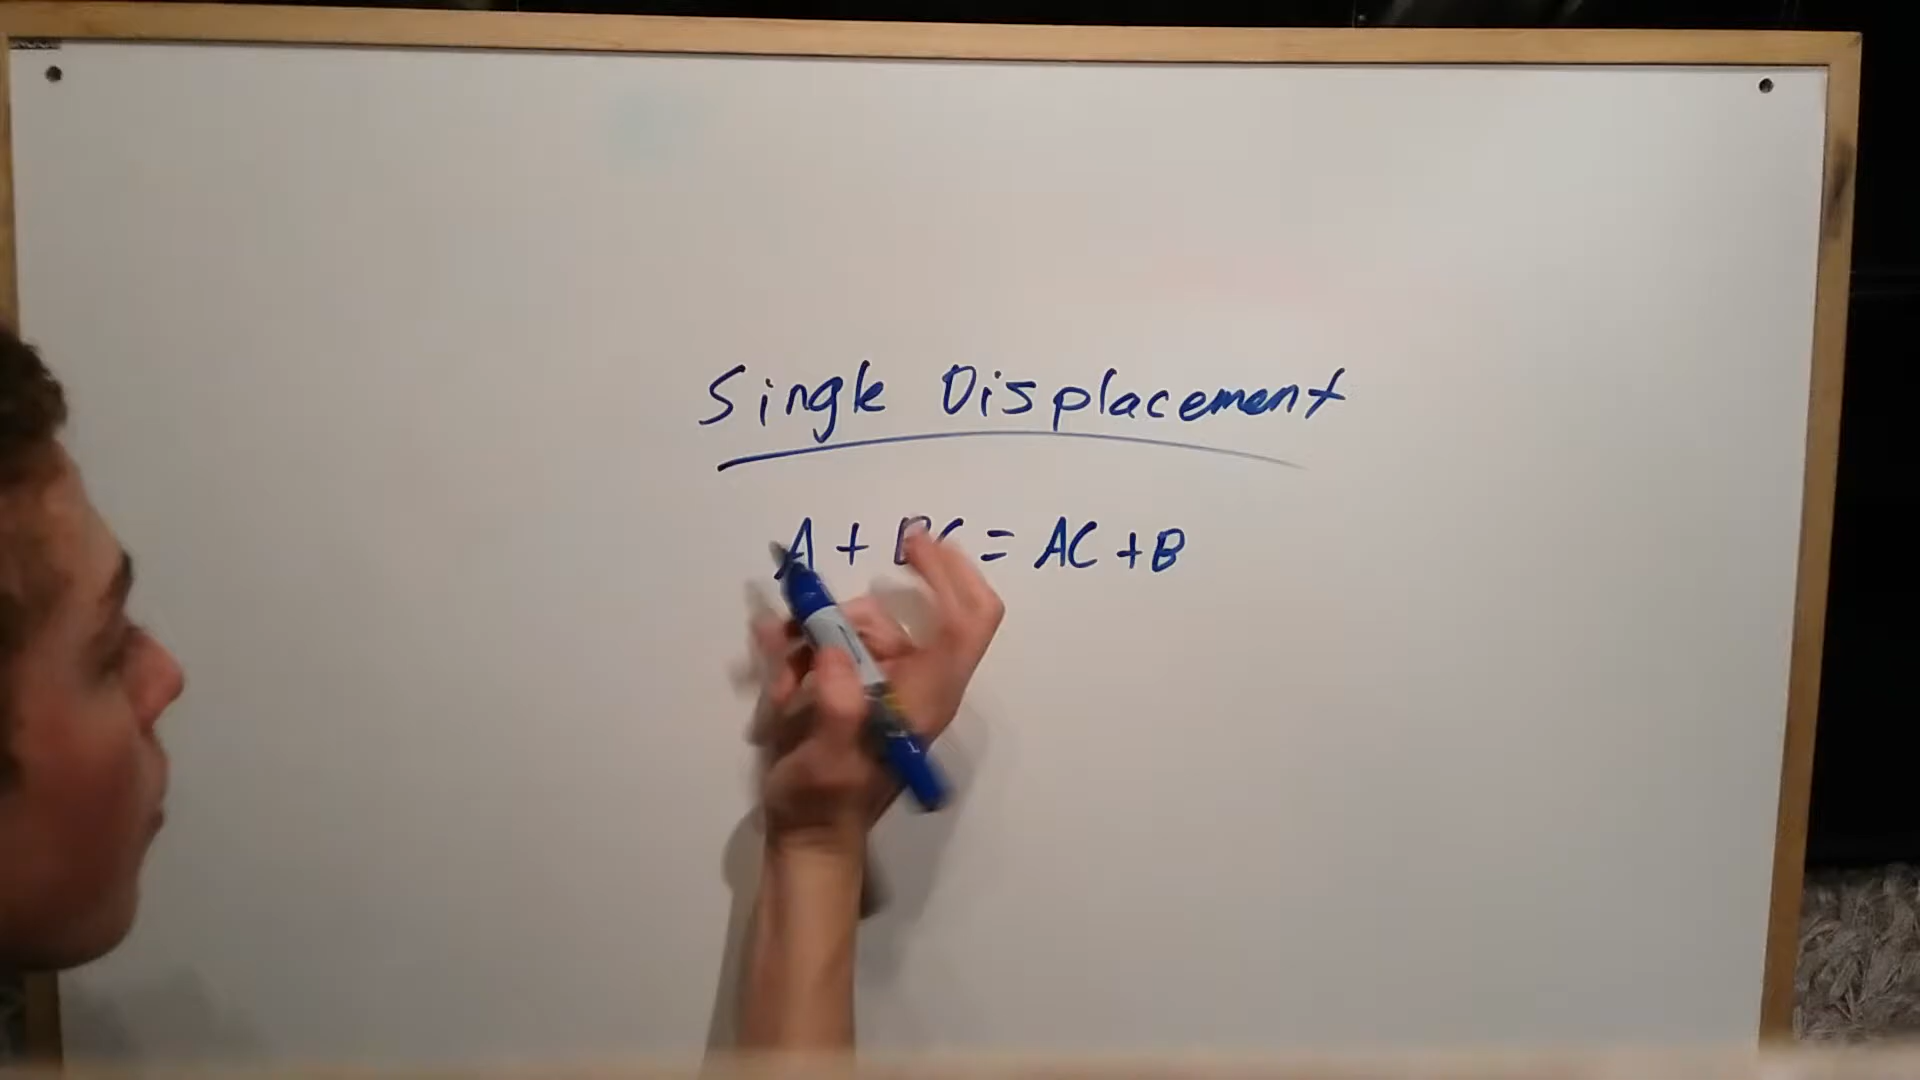 Single Displacement
A + BC = AC + B